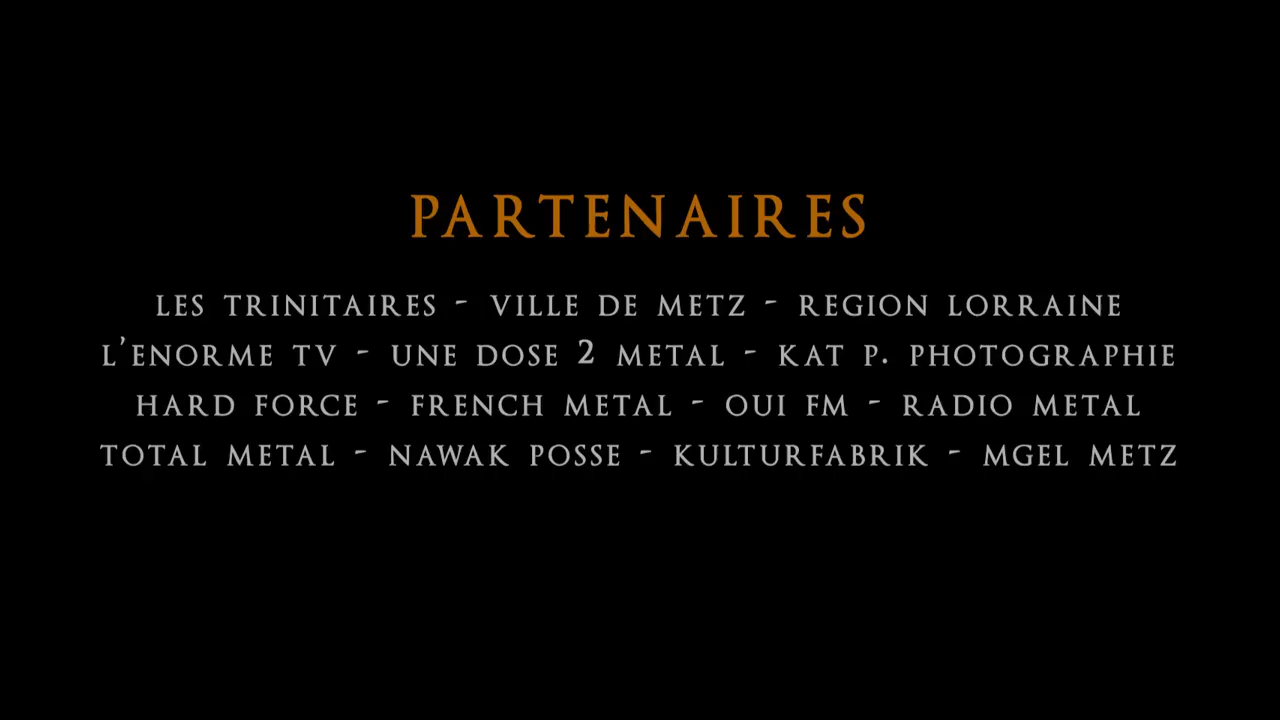 PARTENAIRES
LES TRINITAIRES - VILLE DE METZ - REGION LORRAINE
L'ENORME TV - UNE DOSE 2 METAL - KAT P. PHOTOGRAPHIE
HARD FORCE - FRENCH METAL - OUI FM - RADIO METAL
TOTAL METAL - NAWAK POSSE - KULTURFABRIK - MGEL METZ